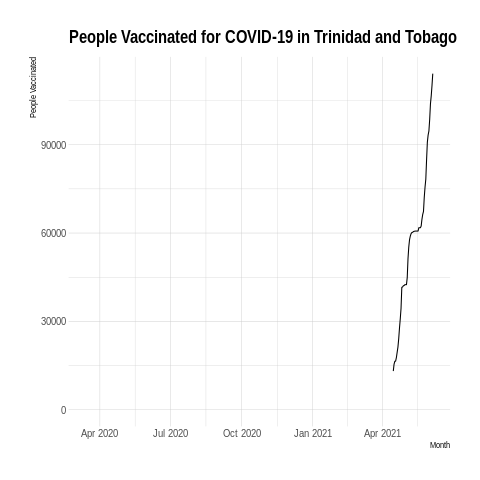 People Vaccinated for COVID-19 in Trinidad and Tobago
People Vaccinated
90000
60000
30000
0
Apr 2020 Jul 2020 Oct 2020 Jan 2021 Apr 2021
Month